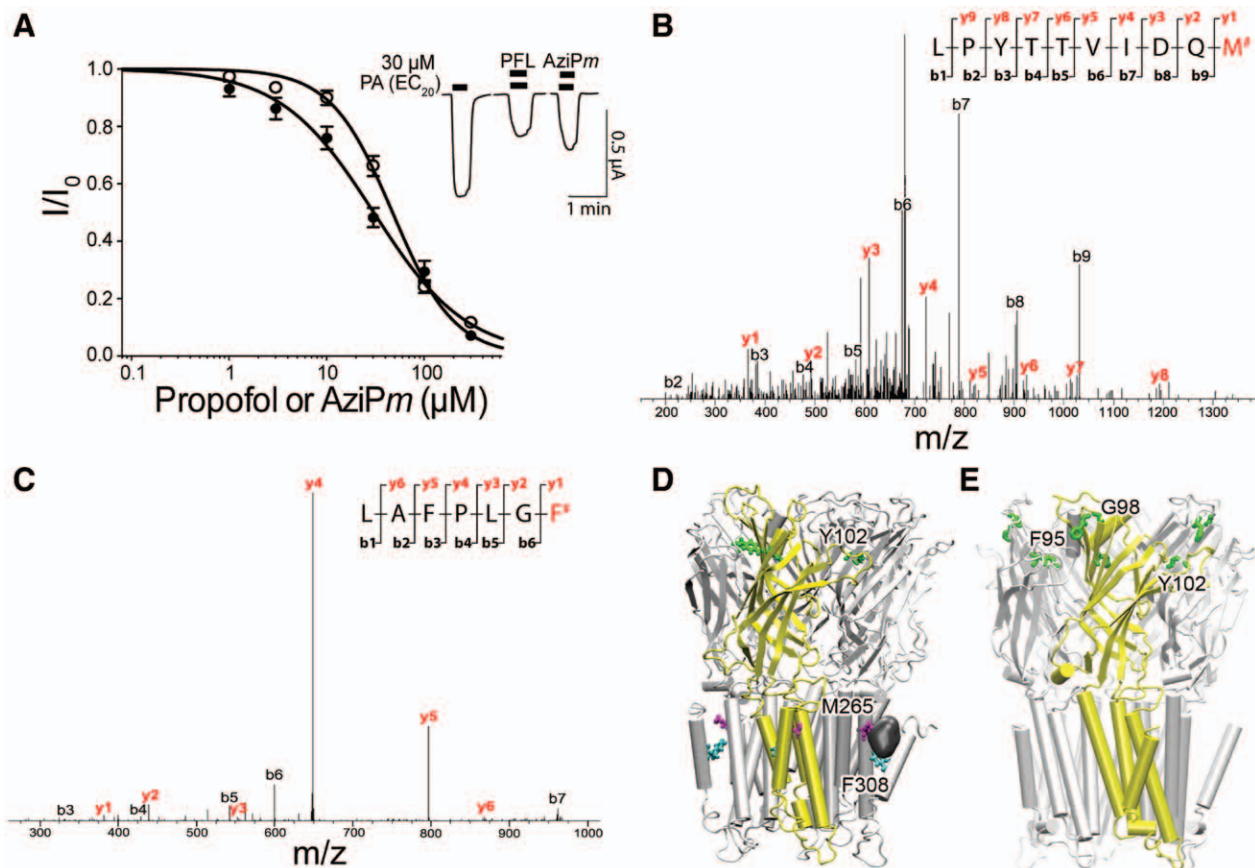 A
I/I0
1.0
0.8
0.6
0.4
0.2
0.0
0.1
1
10
100
Propofol or AziPm (μM)
30 μM
PA (EC20)
PFL
AziPm
0.5 μA
1 min
B
y9 y8 y7 y6 y5 y4 y3 y2 y1
L P Y T T V I D Q M
b1 b2 b3 b4 b5 b6 b7 b8 b9
b2
y1
b3
b4
y2
b5
y3
b6
y4
b7
y5
b8
y6
b9
y7
y8
200 300 400 500 600 700 800 900 1000 1100 1200 1300
m/z
C
y6 y5 y4 y3 y2 y1
L A F P L G F
b1 b2 b3 b4 b5 b6
b3
y1
b4
y2
b5
y3
b6
y4
y5
y6
b7
300 400 500 600 700 800 900 1000
m/z
D
Y102
M265
F308
E
G98
F95
Y102